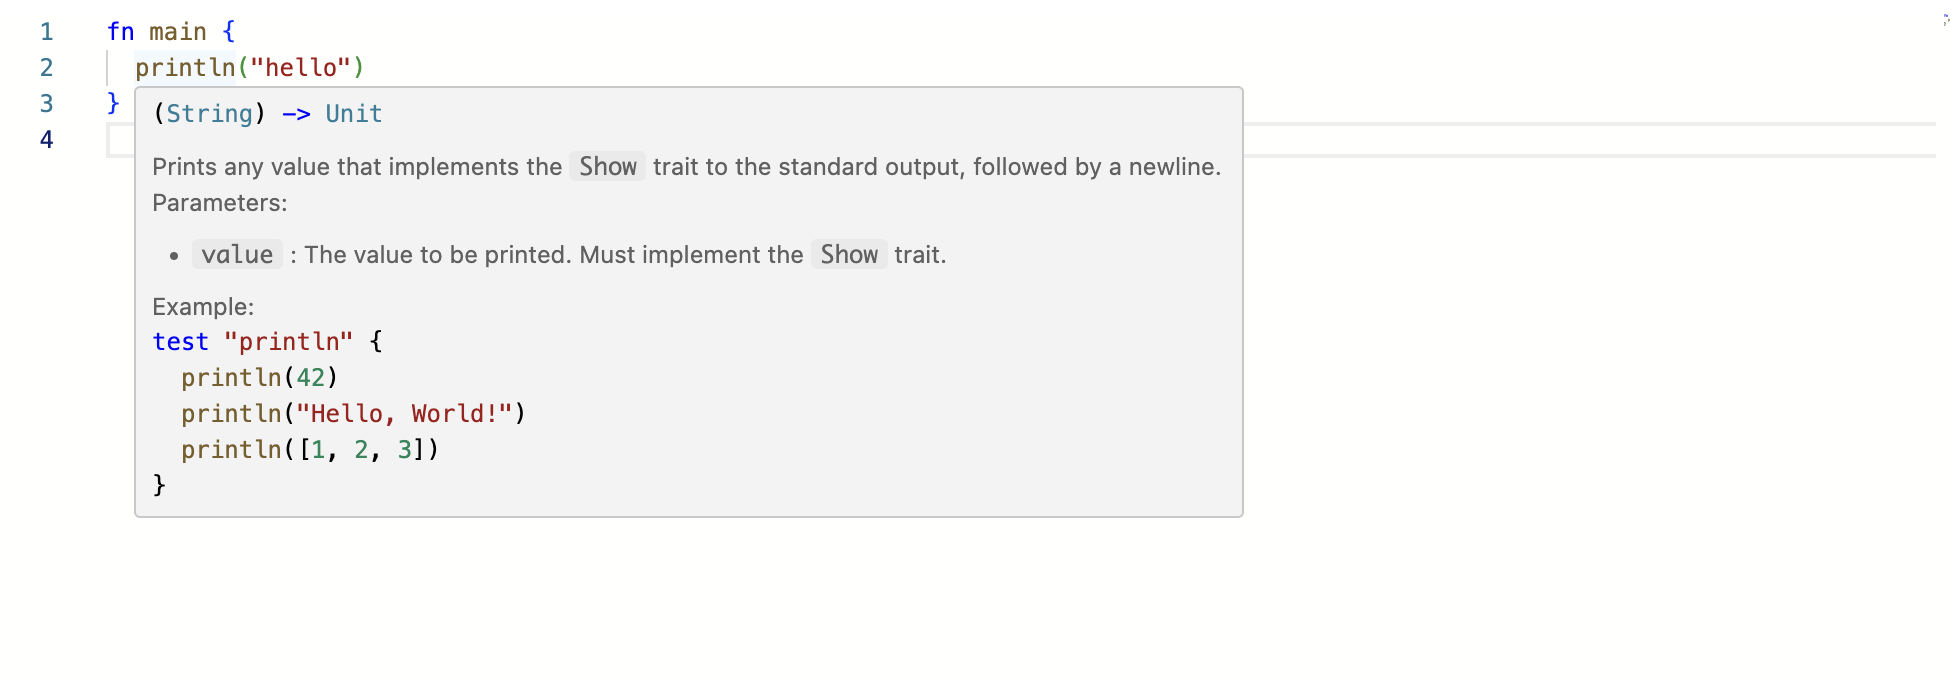 1 fn main {
2 println("hello")
3 }
4
(String) -> Unit
Prints any value that implements the Show trait to the standard output, followed by a newline.
Parameters:
• value : The value to be printed. Must implement the Show trait.
Example:
test "println" {
println(42)
println("Hello, World!")
println([1, 2, 3])
}